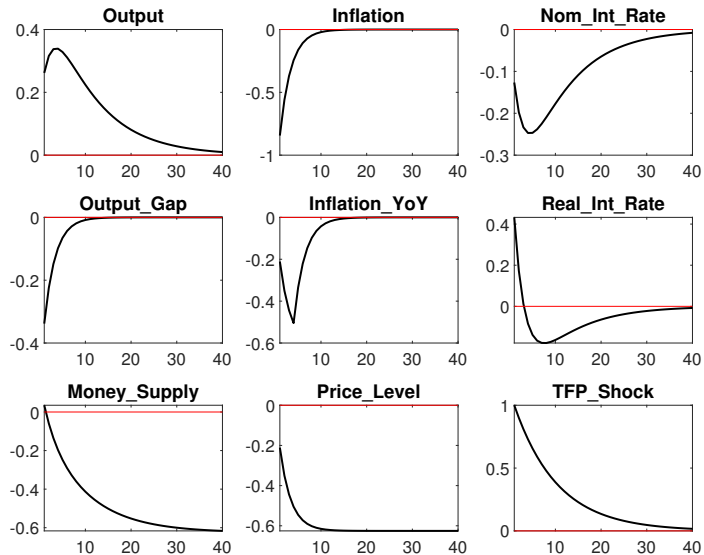 Output
0.4
0.2
0
10 20 30 40
Inflation
0
-0.5
-1
10 20 30 40
Nom_Int_Rate
0
-0.1
-0.2
-0.3
10 20 30 40
Output_Gap
0
-0.2
-0.4
10 20 30 40
Inflation_YoY
0
-0.2
-0.4
-0.6
10 20 30 40
Real_Int_Rate
0.4
0.2
0
10 20 30 40
Money_Supply
0
-0.2
-0.4
-0.6
10 20 30 40
Price_Level
0
-0.2
-0.4
-0.6
10 20 30 40
TFP_Shock
1
0.5
0
10 20 30 40